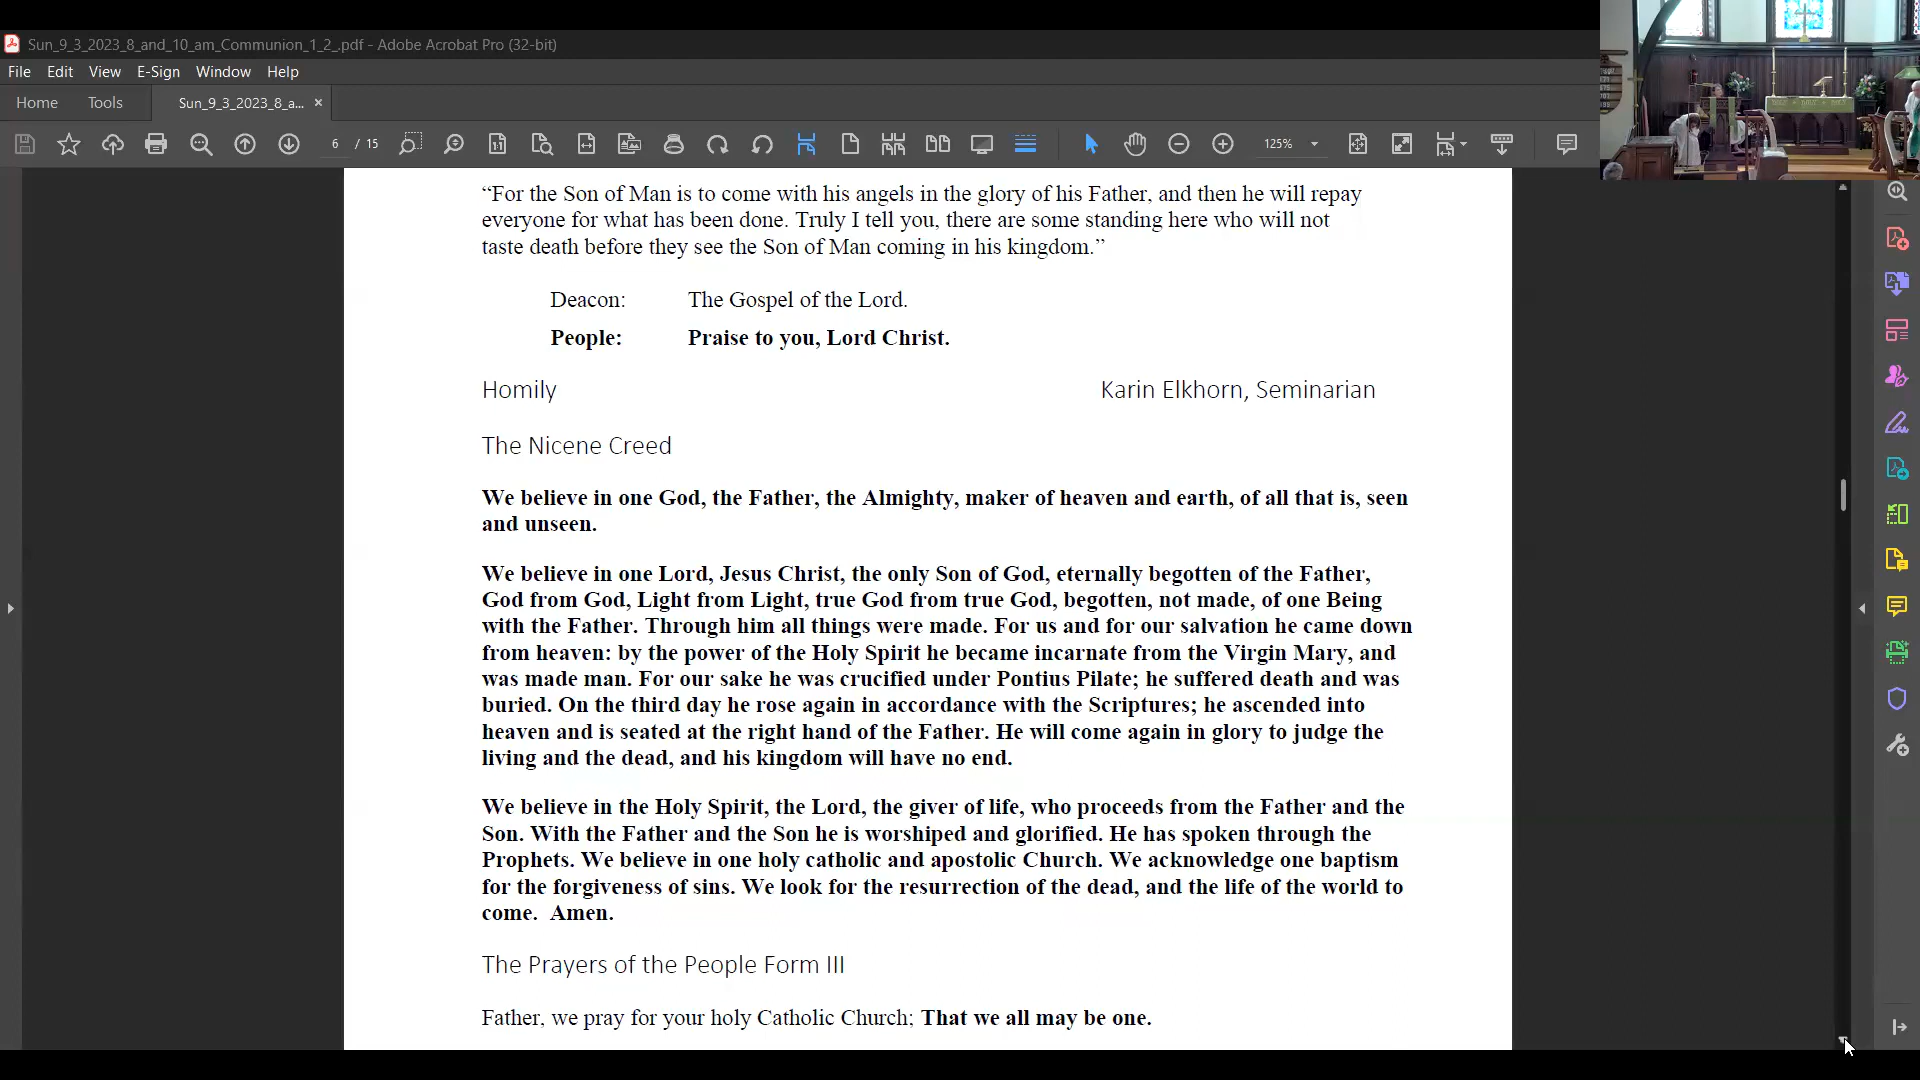 Sun_9_3_2023_8_and_10_am_Communion_1_2_.pdf - Adobe Acrobat Pro (32-bit)
File Edit View E-Sign Window Help
Home Tools Sun_9_3_2023_8_a... ×
6 / 15 125%
“For the Son of Man is to come with his angels in the glory of his Father, and then he will repay
everyone for what has been done. Truly I tell you, there are some standing here who will not
taste death before they see the Son of Man coming in his kingdom.”
Deacon: The Gospel of the Lord.
People: Praise to you, Lord Christ.
Homily Karin Elkhorn, Seminarian
The Nicene Creed
We believe in one God, the Father, the Almighty, maker of heaven and earth, of all that is, seen
and unseen.
We believe in one Lord, Jesus Christ, the only Son of God, eternally begotten of the Father,
God from God, Light from Light, true God from true God, begotten, not made, of one Being
with the Father. Through him all things were made. For us and for our salvation he came down
from heaven: by the power of the Holy Spirit he became incarnate from the Virgin Mary, and
was made man. For our sake he was crucified under Pontius Pilate; he suffered death and was
buried. On the third day he rose again in accordance with the Scriptures; he ascended into
heaven and is seated at the right hand of the Father. He will come again in glory to judge the
living and the dead, and his kingdom will have no end.
We believe in the Holy Spirit, the Lord, the giver of life, who proceeds from the Father and the
Son. With the Father and the Son he is worshiped and glorified. He has spoken through the
Prophets. We believe in one holy catholic and apostolic Church. We acknowledge one baptism
for the forgiveness of sins. We look for the resurrection of the dead, and the life of the world to
come.  Amen.
The Prayers of the People Form III
Father, we pray for your holy Catholic Church; That we all may be one.